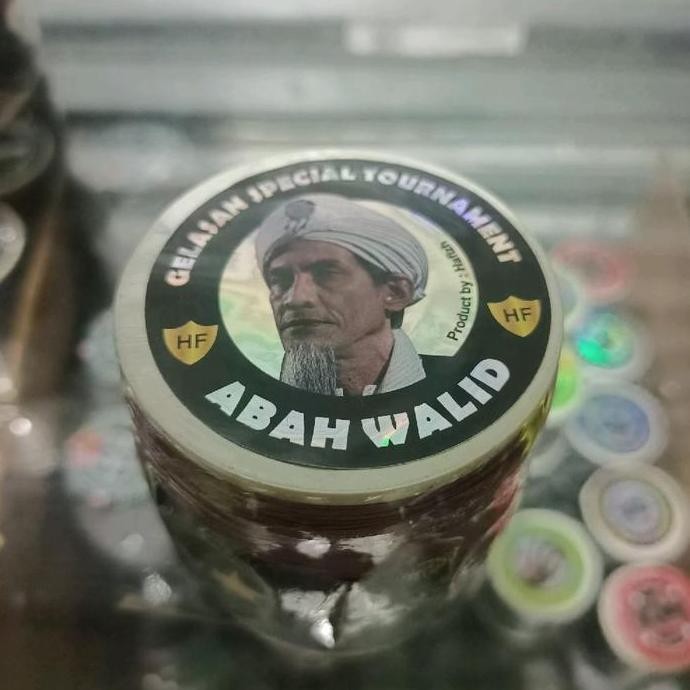 GELASAN SPECIAL TOURNAMENT
Product by : Hafizh
HF
HF
ABAH WALID